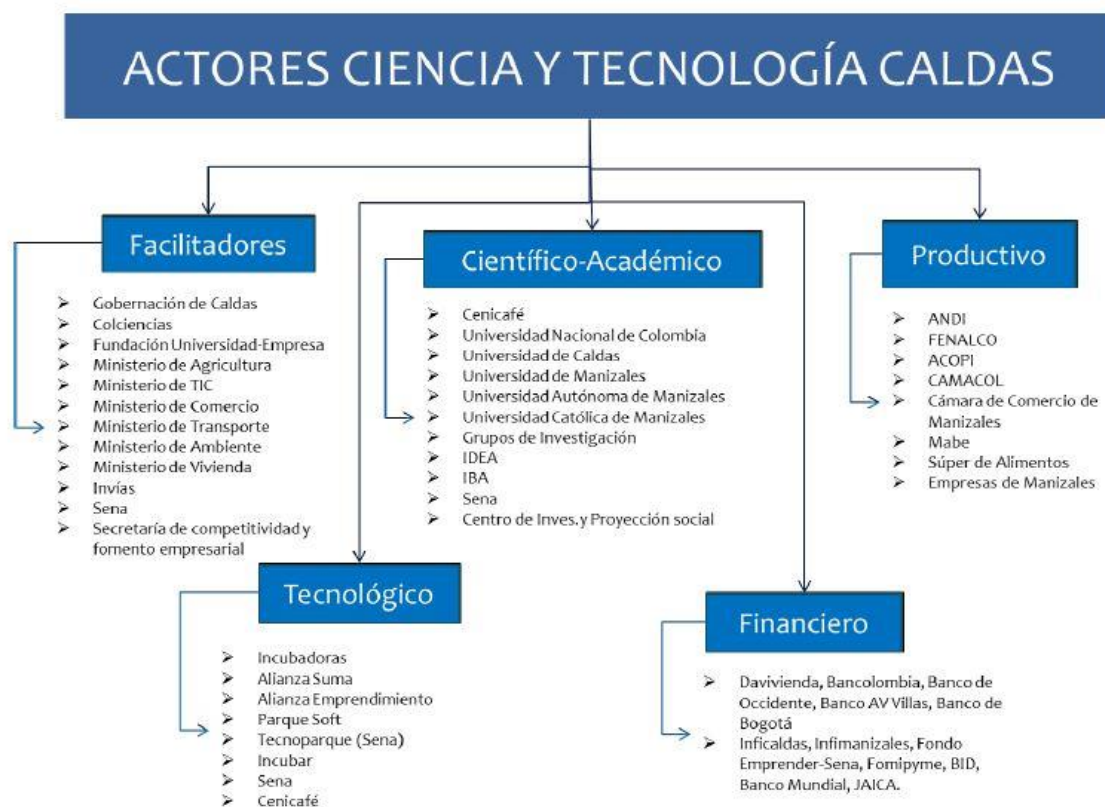 ACTORES CIENCIA Y TECNOLOGÍA CALDAS
Facilitadores
Gobernación de Caldas
Colciencias
Fundación Universidad-Empresa
Ministerio de Agricultura
Ministerio de TIC
Ministerio de Comercio
Ministerio de Transporte
Ministerio de Ambiente
Ministerio de Vivienda
Invías
Sena
Secretaría de competitividad y
fomento empresarial
Científico-Académico
Cenicafé
Universidad Nacional de Colombia
Universidad de Caldas
Universidad de Manizales
Universidad Autónoma de Manizales
Universidad Católica de Manizales
Grupos de Investigación
IDEA
IBA
Sena
Centro de Inves. y Proyección social
Productivo
ANDI
FENALCO
ACOPI
CAMACOL
Cámara de Comercio de
Manizales
Mabe
Súper de Alimentos
Empresas de Manizales
Tecnológico
Incubadoras
Alianza Suma
Alianza Emprendimiento
Parque Soft
Tecnoparque (Sena)
Incubar
Sena
Cenicafé
Financiero
Davivienda, Bancolombia, Banco de
Occidente, Banco AV Villas, Banco de
Bogotá
Inficaldas, Infimanizales, Fondo
Emprender-Sena, Fomipyme, BID,
Banco Mundial, JAICA.